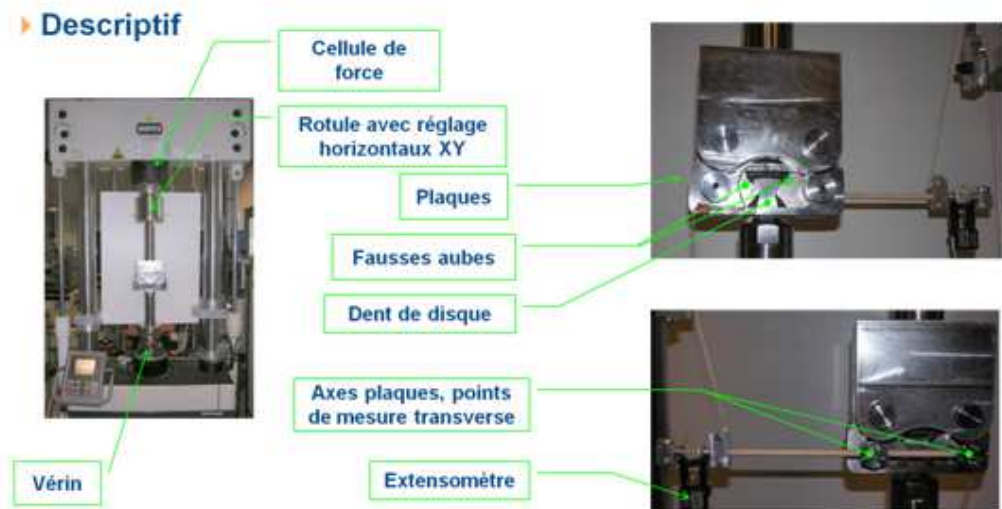 Descriptif
Cellule de
force
Rotule avec réglage
horizontaux XY
Plaques
Fausses aubes
Dent de disque
Axes plaques, points
de mesure transverse
Extensomètre
Vérin